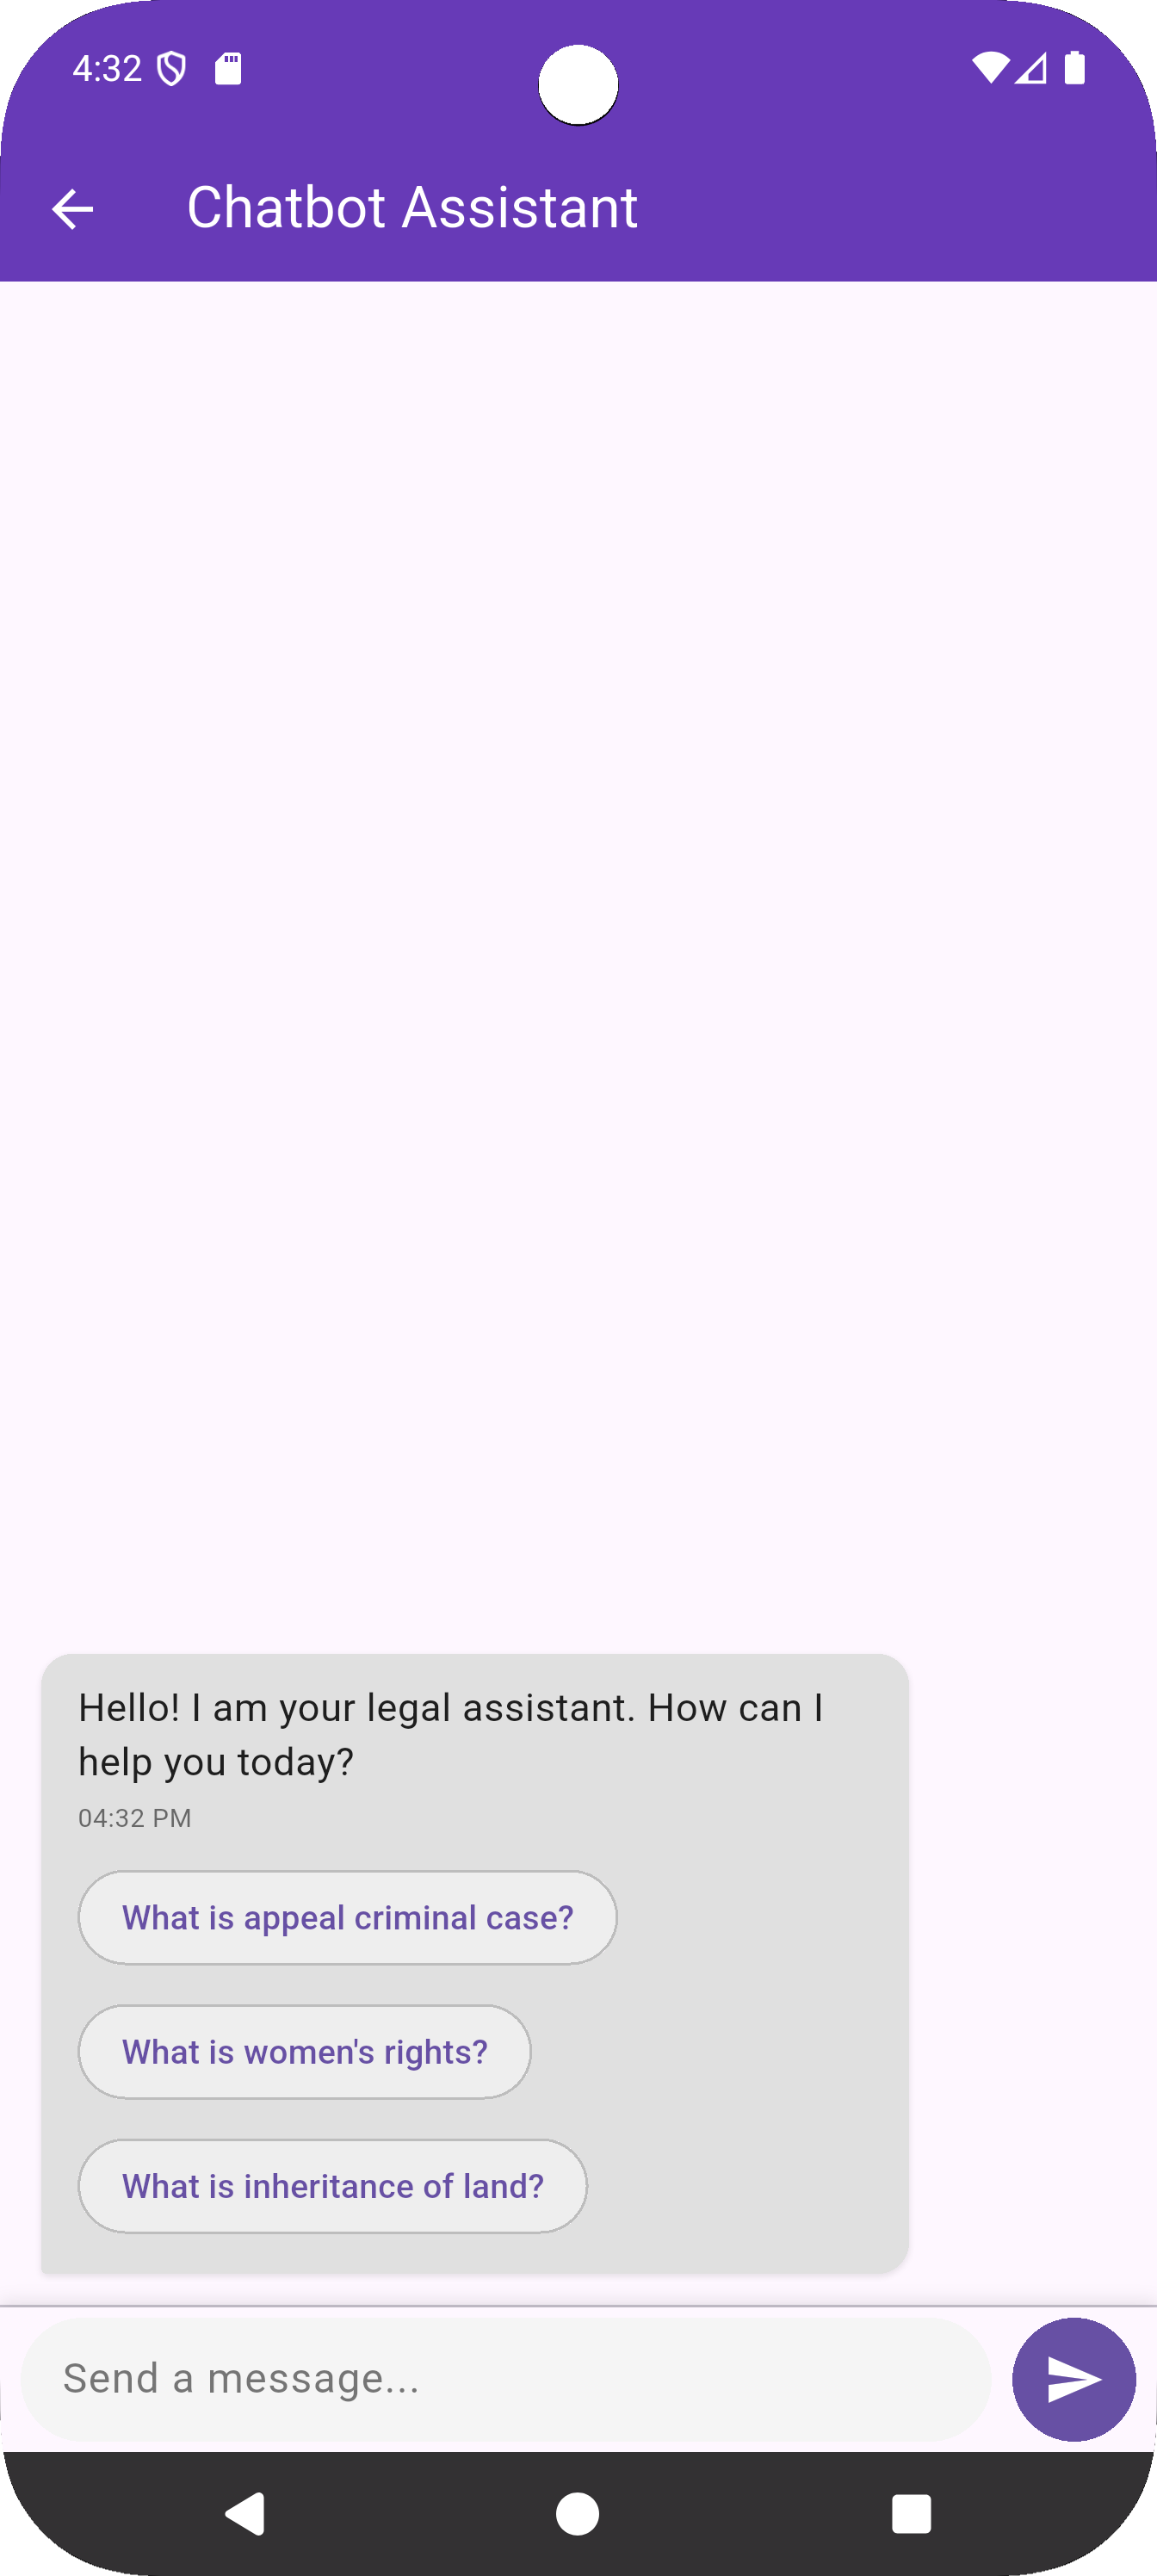 4:32
Chatbot Assistant
Hello! I am your legal assistant. How can I
help you today?
04:32 PM
What is appeal criminal case?
What is women's rights?
What is inheritance of land?
Send a message...